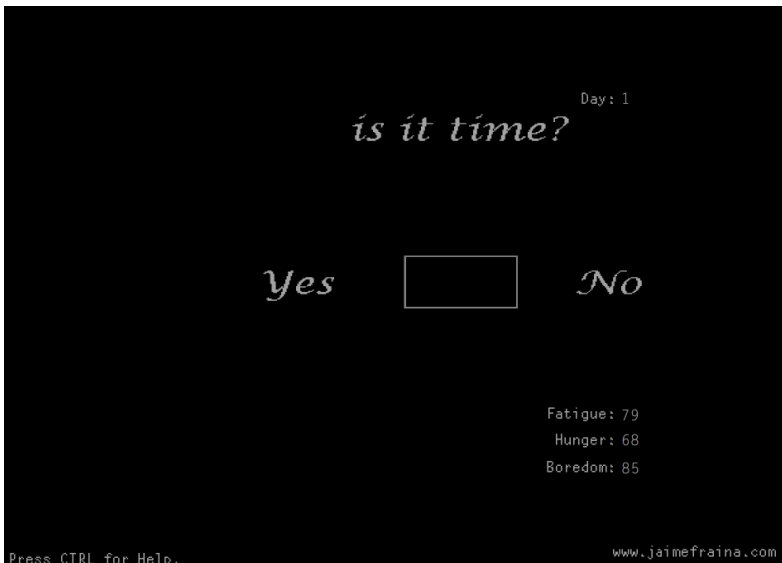 Day: 1
is it time?
Yes
No
Fatigue: 79
Hunger: 68
Boredom: 85
www.jaimefraina.com
Press CTRL for Help.